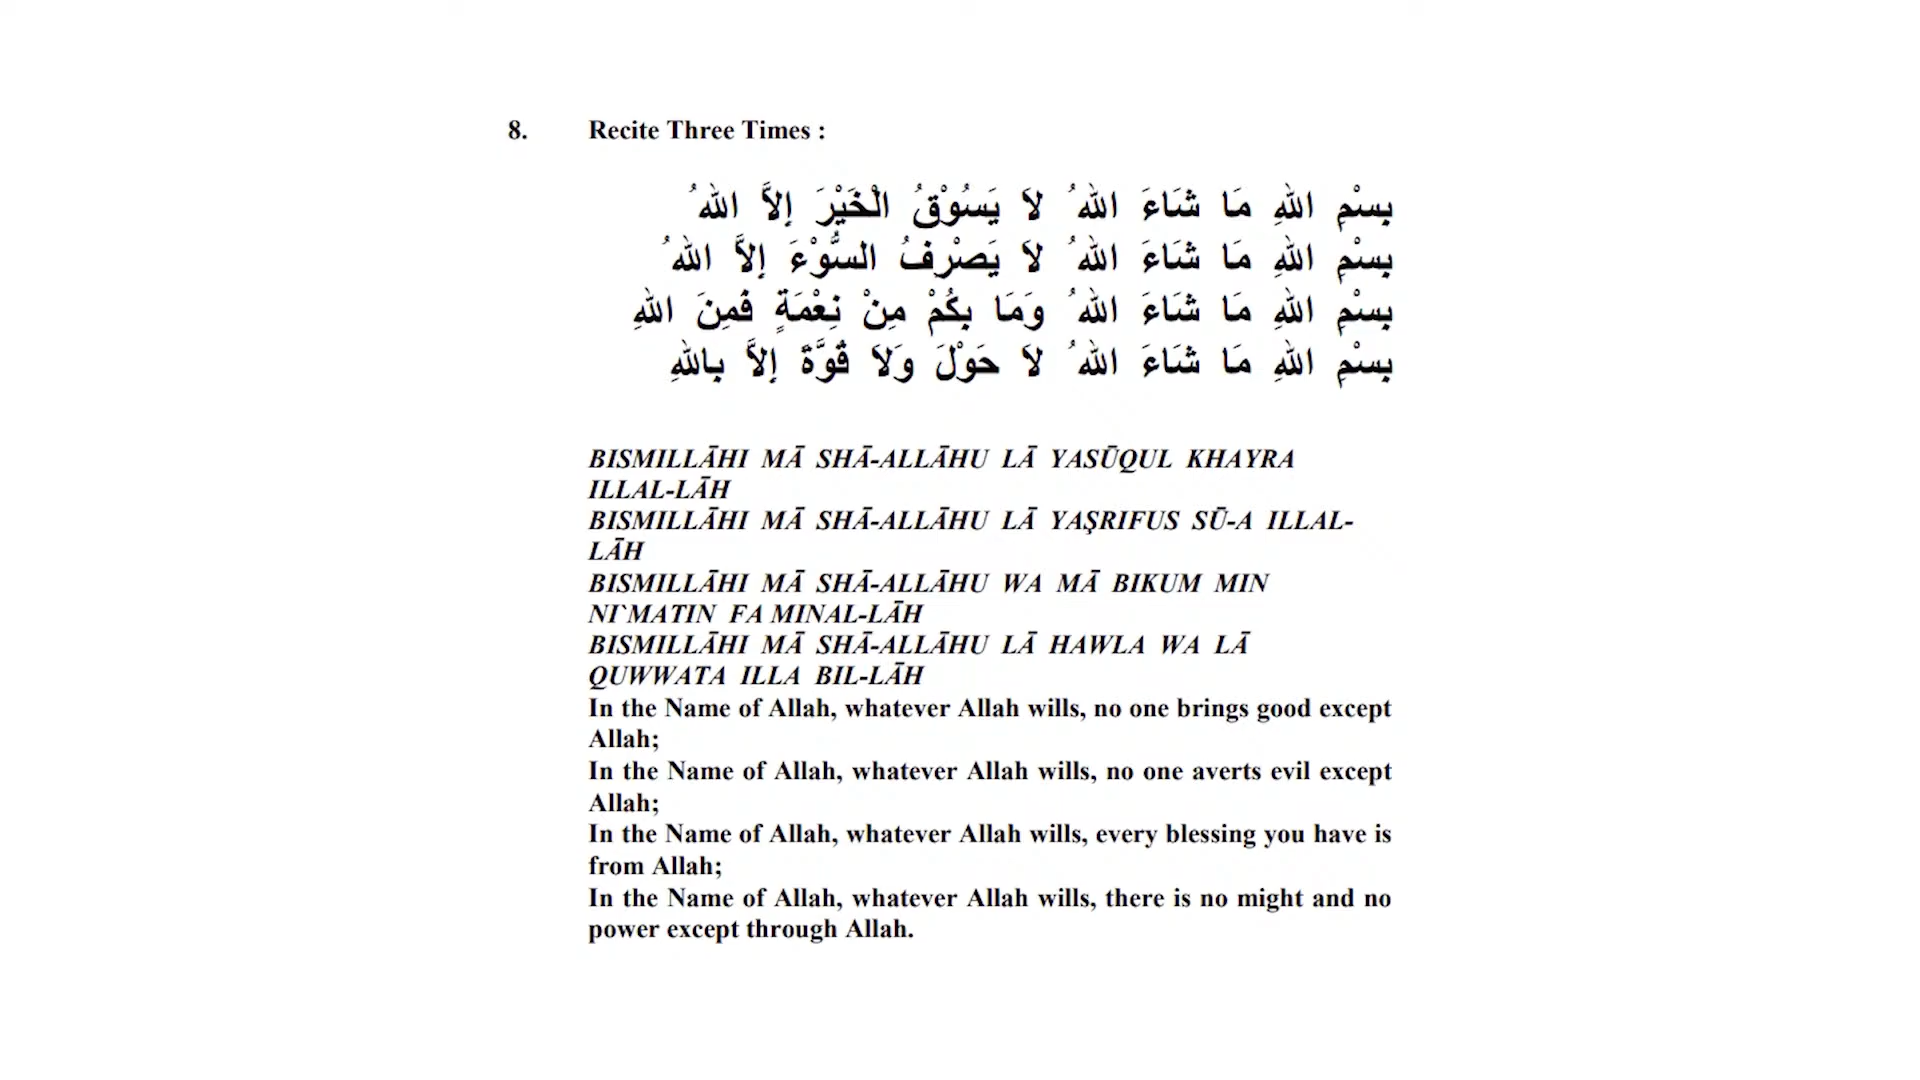 8. Recite Three Times :
بِسْمِ اللهِ مَا شَاءَ اللهُ لاَ يَسُوْقُ الْخَيْرَ إِلاَّ اللهُ
بِسْمِ اللهِ مَا شَاءَ اللهُ لاَ يَصْرِفُ السُّوْءَ إِلاَّ اللهُ
بِسْمِ اللهِ مَا شَاءَ اللهُ وَمَا بِكُمْ مِنْ نِعْمَةٍ فَمِنَ اللهِ
بِسْمِ اللهِ مَا شَاءَ اللهُ لاَ حَوْلَ وَلاَ قُوَّةَ إِلاَّ بِاللهِ
BISMILLĀHI MĀ SHĀ-ALLĀHU LĀ YASŪQUL KHAYRA
ILLAL-LĀH
BISMILLĀHI MĀ SHĀ-ALLĀHU LĀ YAŞRIFUS SŪ-A ILLAL-
LĀH
BISMILLĀHI MĀ SHĀ-ALLĀHU WA MĀ BIKUM MIN
NI`MATIN FA MINAL-LĀH
BISMILLĀHI MĀ SHĀ-ALLĀHU LĀ HAWLA WA LĀ
QUWWATA ILLA BIL-LĀH
In the Name of Allah, whatever Allah wills, no one brings good except
Allah;
In the Name of Allah, whatever Allah wills, no one averts evil except
Allah;
In the Name of Allah, whatever Allah wills, every blessing you have is
from Allah;
In the Name of Allah, whatever Allah wills, there is no might and no
power except through Allah.